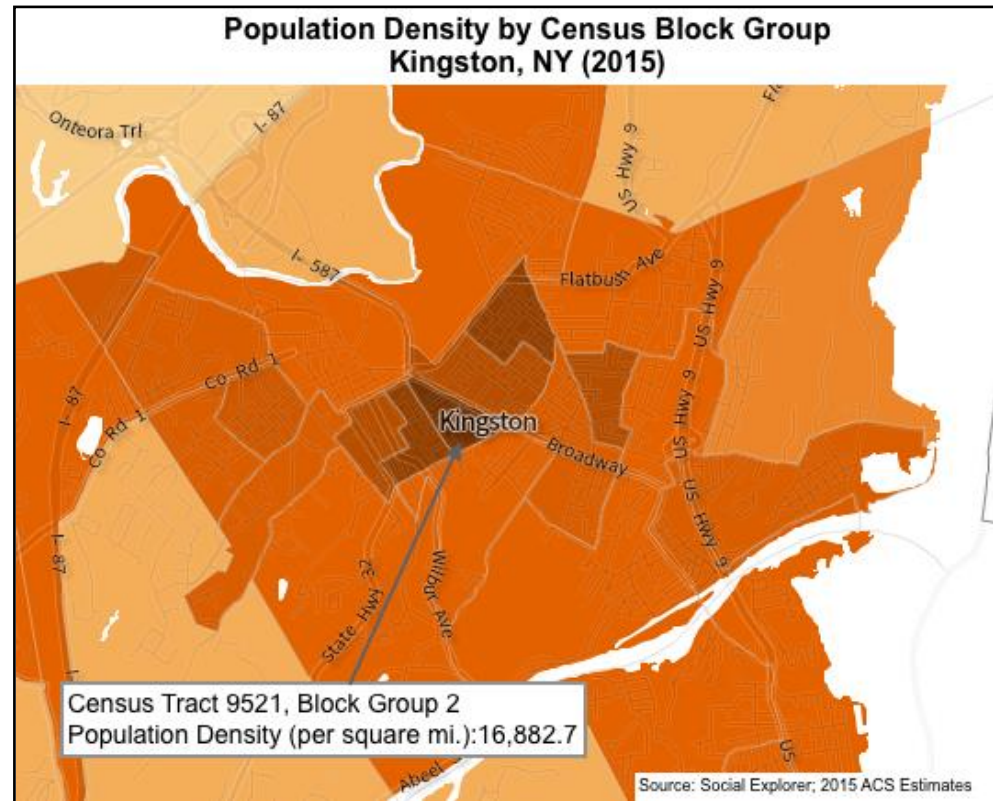 Population Density by Census Block Group
Kingston, NY (2015)
Onteora Trl
I- 87
US Hwy 9
I- 587
Flatbush Ave
US Hwy 9
Co Rd 1
I- 87
Co Rd 1
Kingston
US Hwy 9
Broadway
US Hwy 9
I- 87
State Hwy 32
Wilbur Ave
Census Tract 9521, Block Group 2
Population Density (per square mi.):16,882.7
US
Abeel
Source: Social Explorer; 2015 ACS Estimates